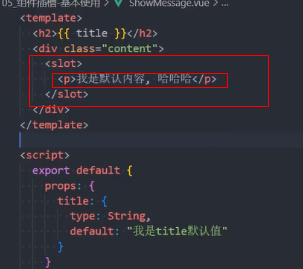 05_组件插槽-基本使用 > ShowMessage.vue > ...
<template>
<h2>{{ title }}</h2>
<div class="content">
<slot>
<p>我是默认内容, 哈哈哈</p>
</slot>
</div>
</template>
<script>
export default {
props: {
title: {
type: String,
default: "我是title默认值"
}
}